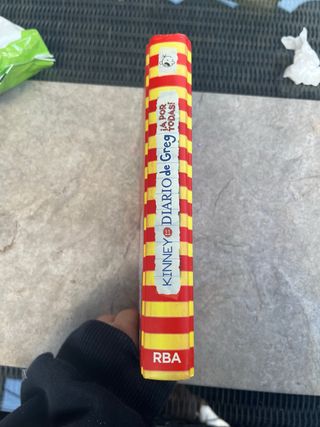 KINNEY DIARIO de Greg
¡A POR
TODAS!
RBA